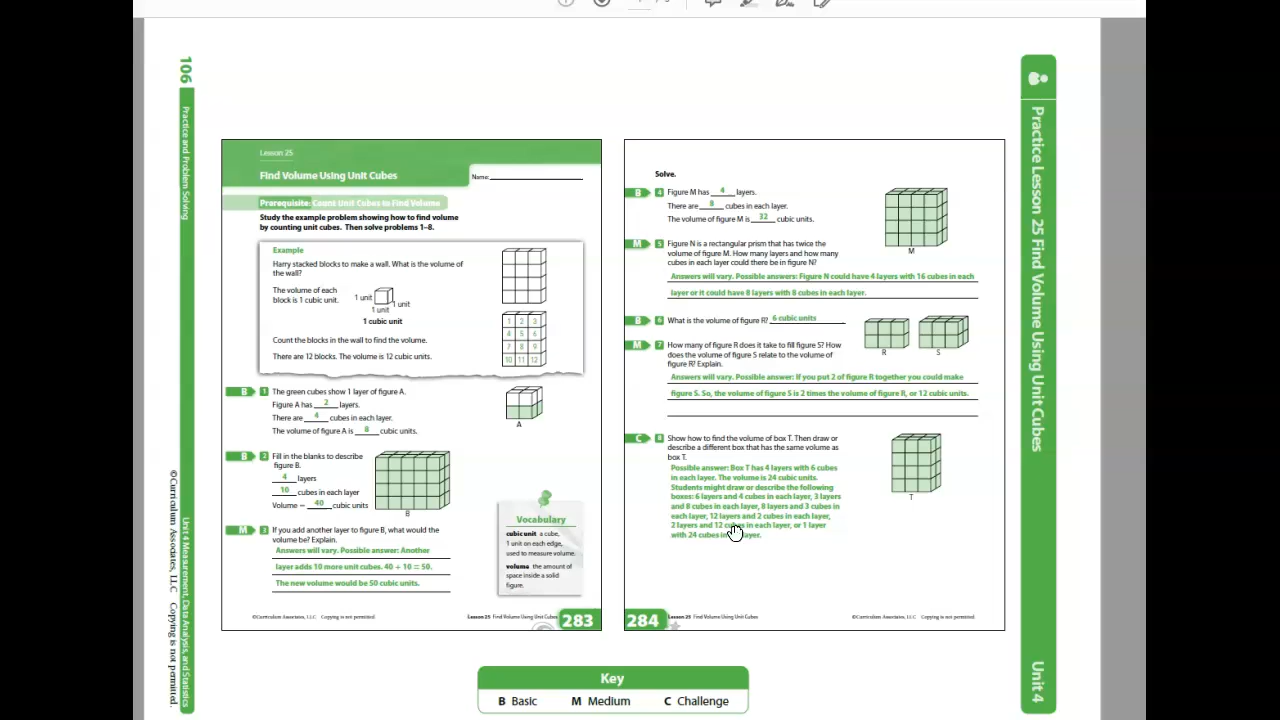 106
Practice and Problem Solving
Unit 4 Measurement, Data Analysis, and Statistics
©Curriculum Associates, LLC Copying is not permitted.
Lesson 25
Find Volume Using Unit Cubes
Name:
Prerequisite: Count Unit Cubes to Find Volume
Study the example problem showing how to find volume
by counting unit cubes. Then solve problems 1–8.
Example
Harry stacked blocks to make a wall. What is the volume of
the wall?
The volume of each
block is 1 cubic unit.
1 unit
1 unit
1 unit
1 cubic unit
Count the blocks in the wall to find the volume.
There are 12 blocks. The volume is 12 cubic units.
1 2 3
4 5 6
7 8 9
10 11 12
B 1 The green cubes show 1 layer of figure A.
Figure A has 2 layers.
There are 4 cubes in each layer.
The volume of figure A is 8 cubic units.
A
B 2 Fill in the blanks to describe
figure B.
4 layers
10 cubes in each layer
Volume = 40 cubic units
B
M 3 If you add another layer to figure B, what would the
volume be? Explain.
Answers will vary. Possible answer: Another
layer adds 10 more unit cubes. 40 + 10 = 50.
The new volume would be 50 cubic units.
Vocabulary
cubic unit a cube,
1 unit on each edge,
used to measure volume.
volume the amount of
space inside a solid
figure.
©Curriculum Associates, LLC Copying is not permitted.
Lesson 25 Find Volume Using Unit Cubes
283
Solve.
B 4 Figure M has 4 layers.
There are 8 cubes in each layer.
The volume of figure M is 32 cubic units.
M
M 5 Figure N is a rectangular prism that has twice the
volume of figure M. How many layers and how many
cubes in each layer could there be in figure N?
Answers will vary. Possible answers: Figure N could have 4 layers with 16 cubes in each
layer or it could have 8 layers with 8 cubes in each layer.
B 6 What is the volume of figure R? 6 cubic units
R
S
M 7 How many of figure R does it take to fill figure S? How
does the volume of figure S relate to the volume of
figure R? Explain.
Answers will vary. Possible answer: If you put 2 of figure R together you could make
figure S. So, the volume of figure S is 2 times the volume of figure R, or 12 cubic units.
C 8 Show how to find the volume of box T. Then draw or
describe a different box that has the same volume as
box T.
Possible answer: Box T has 4 layers with 6 cubes
in each layer. The volume is 24 cubic units.
Students might draw or describe the following
boxes: 6 layers and 4 cubes in each layer, 3 layers
and 8 cubes in each layer, 8 layers and 3 cubes in
each layer, 12 layers and 2 cubes in each layer,
2 layers and 12 cubes in each layer, or 1 layer
with 24 cubes in layer.
T
284
Lesson 25 Find Volume Using Unit Cubes
©Curriculum Associates, LLC Copying is not permitted.
Practice Lesson 25 Find Volume Using Unit Cubes
Unit 4
Key
B Basic M Medium C Challenge